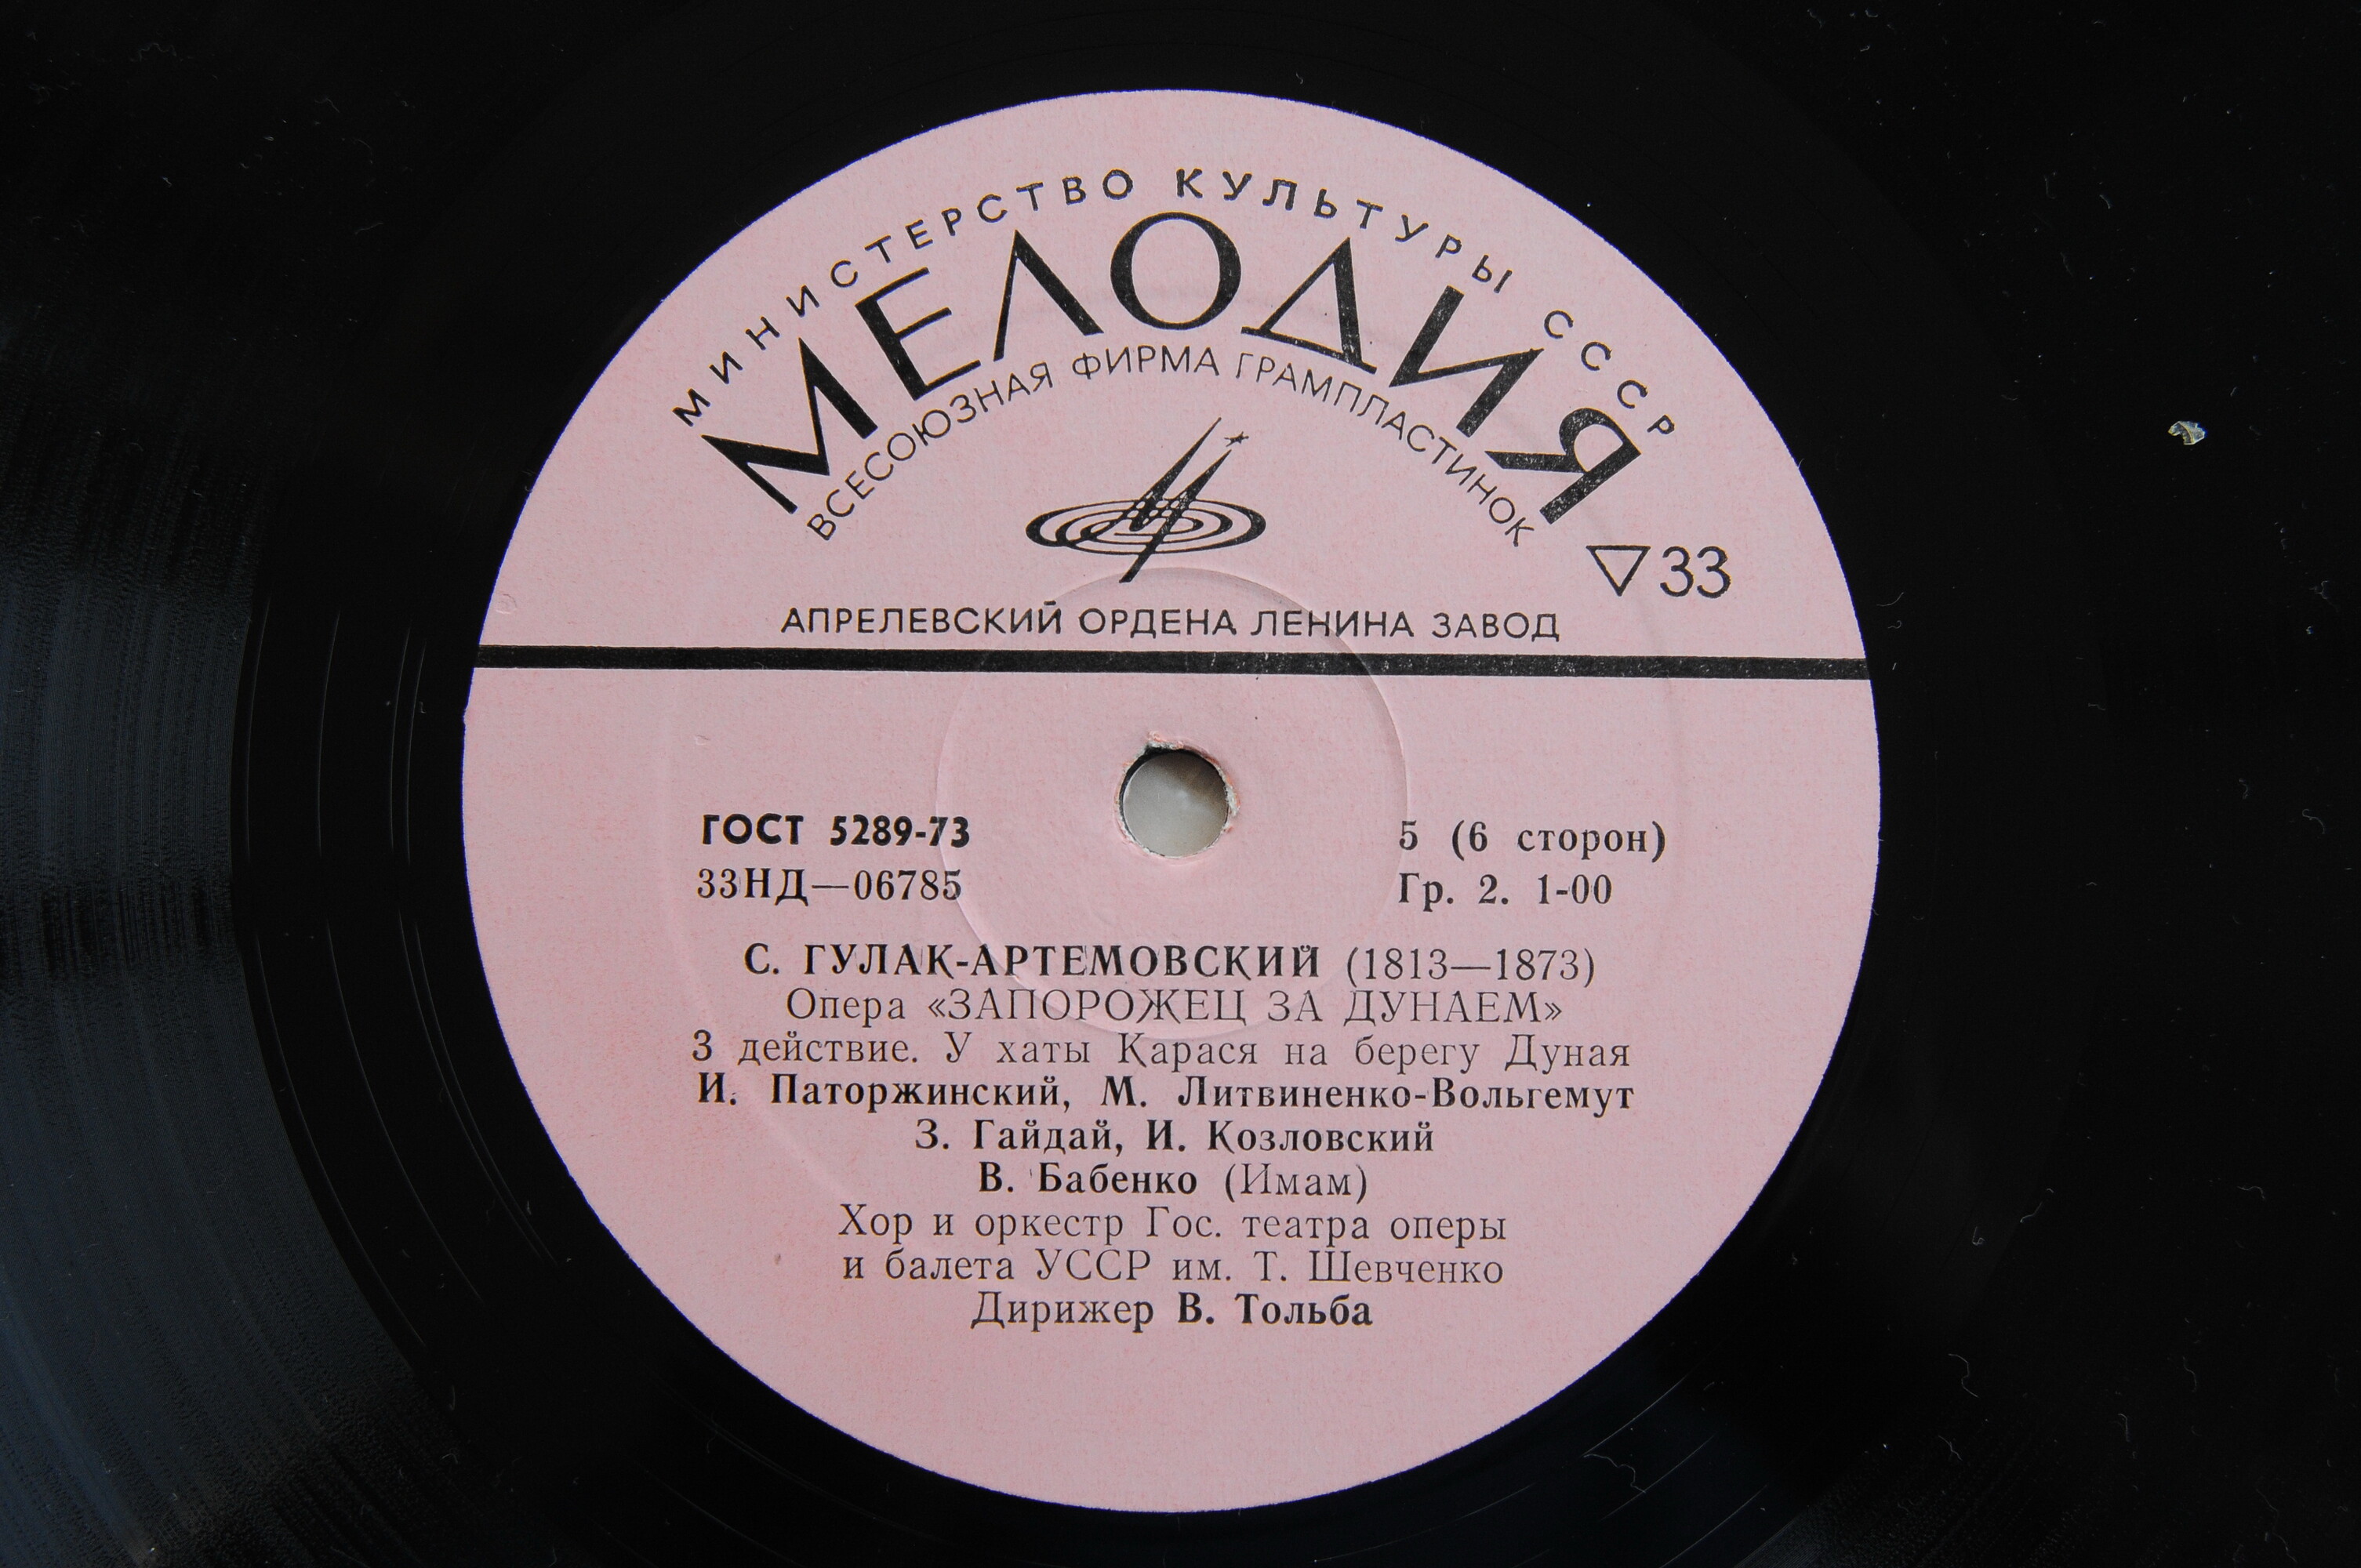 МИНИСТЕРСТВО КУЛЬТУРЫ СССР
МЕЛОДИЯ
ВСЕСОЮЗНАЯ ФИРМА ГРАМПЛАСТИНОК
▽33
АПРЕЛЕВСКИЙ ОРДЕНА ЛЕНИНА ЗАВОД
ГОСТ 5289-73
5 (6 сторон)
33НД—06785
Гр. 2. 1-00
С. ГУЛАК-АРТЕМОВСКИЙ (1813—1873)
Опера «ЗАПОРОЖЕЦ ЗА ДУНАЕМ»
3 действие. У хаты Карася на берегу Дуная
И. Паторжинский, М. Литвиненко-Вольгемут
З. Гайдай, И. Козловский
В. Бабенко (Имам)
Хор и оркестр Гос. театра оперы
и балета УССР им. Т. Шевченко
Дирижер В. Тольба